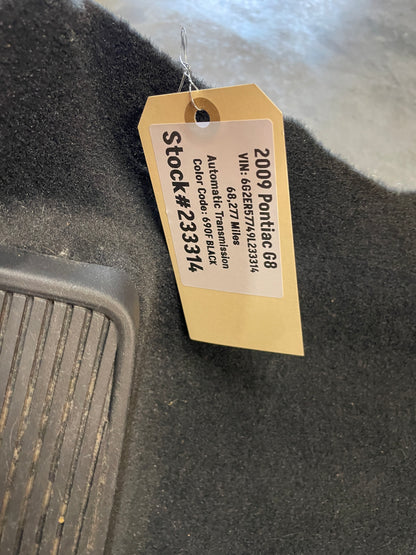 2009 Pontiac G8
VIN: 6G2ER57749L233314
68,277 Miles
Automatic Transmission
Color Code: 690F BLACK
Stock#233314